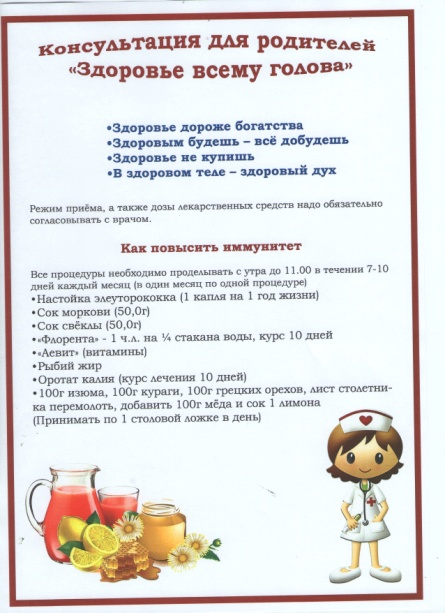 Консультация для родителей
«Здоровье всему голова»
•Здоровье дороже богатства
•Здоровым будешь – всё добудешь
•Здоровье не купишь
•В здоровом теле – здоровый дух
Режим приёма, а также дозы лекарственных средств надо обязательно
согласовывать с врачом.
Как повысить иммунитет
Все процедуры необходимо проделывать с утра до 11.00 в течении 7-10
дней каждый месяц (в один месяц по одной процедуре)
•Настойка элеуторококка (1 капля на 1 год жизни)
•Сок моркови (50,0г)
•Сок свёклы (50,0г)
•«Флорента» - 1 ч.л. на ¼ стакана воды, курс 10 дней
•«Аевит» (витамины)
•Рыбий жир
•Оротат калия (курс лечения 10 дней)
•100г изюма, 100г кураги, 100г грецких орехов, лист столетни-
ка перемолоть, добавить 100г мёда и сок 1 лимона
(Принимать по 1 столовой ложке в день)